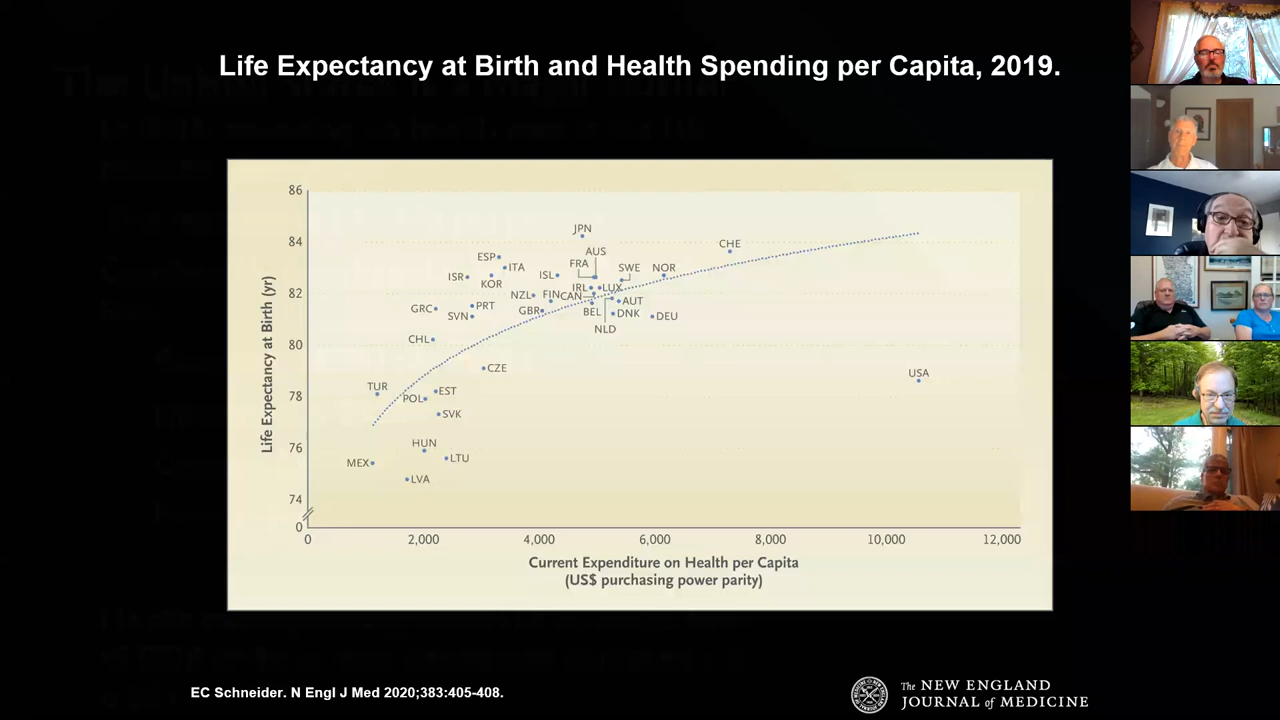 Life Expectancy at Birth and Health Spending per Capita, 2019.
86
84
82
80
78
76
74
0
Life Expectancy at Birth (yr)
JPN
AUS
CHE
ESP
ITA
FRA
SWE
NOR
ISR
KOR
ISL
IRL
LUX
NZL
FIN
CAN
AUT
GRC
PRT
GBR
BEL
DNK
DEU
SVN
NLD
CHL
CZE
USA
TUR
EST
POL
SVK
HUN
LTU
MEX
LVA
0
2,000
4,000
6,000
8,000
10,000
12,000
Current Expenditure on Health per Capita
(US$ purchasing power parity)
EC Schneider. N Engl J Med 2020;383:405-408.
The NEW ENGLAND
JOURNAL of MEDICINE